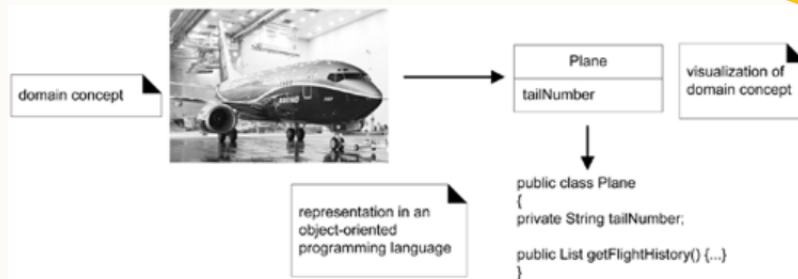 domain concept
BOEING
Plane
tailNumber
visualization of
domain concept
representation in an
object-oriented
programming language
public class Plane
{
private String tailNumber;
public List getFlightHistory() {...}
}